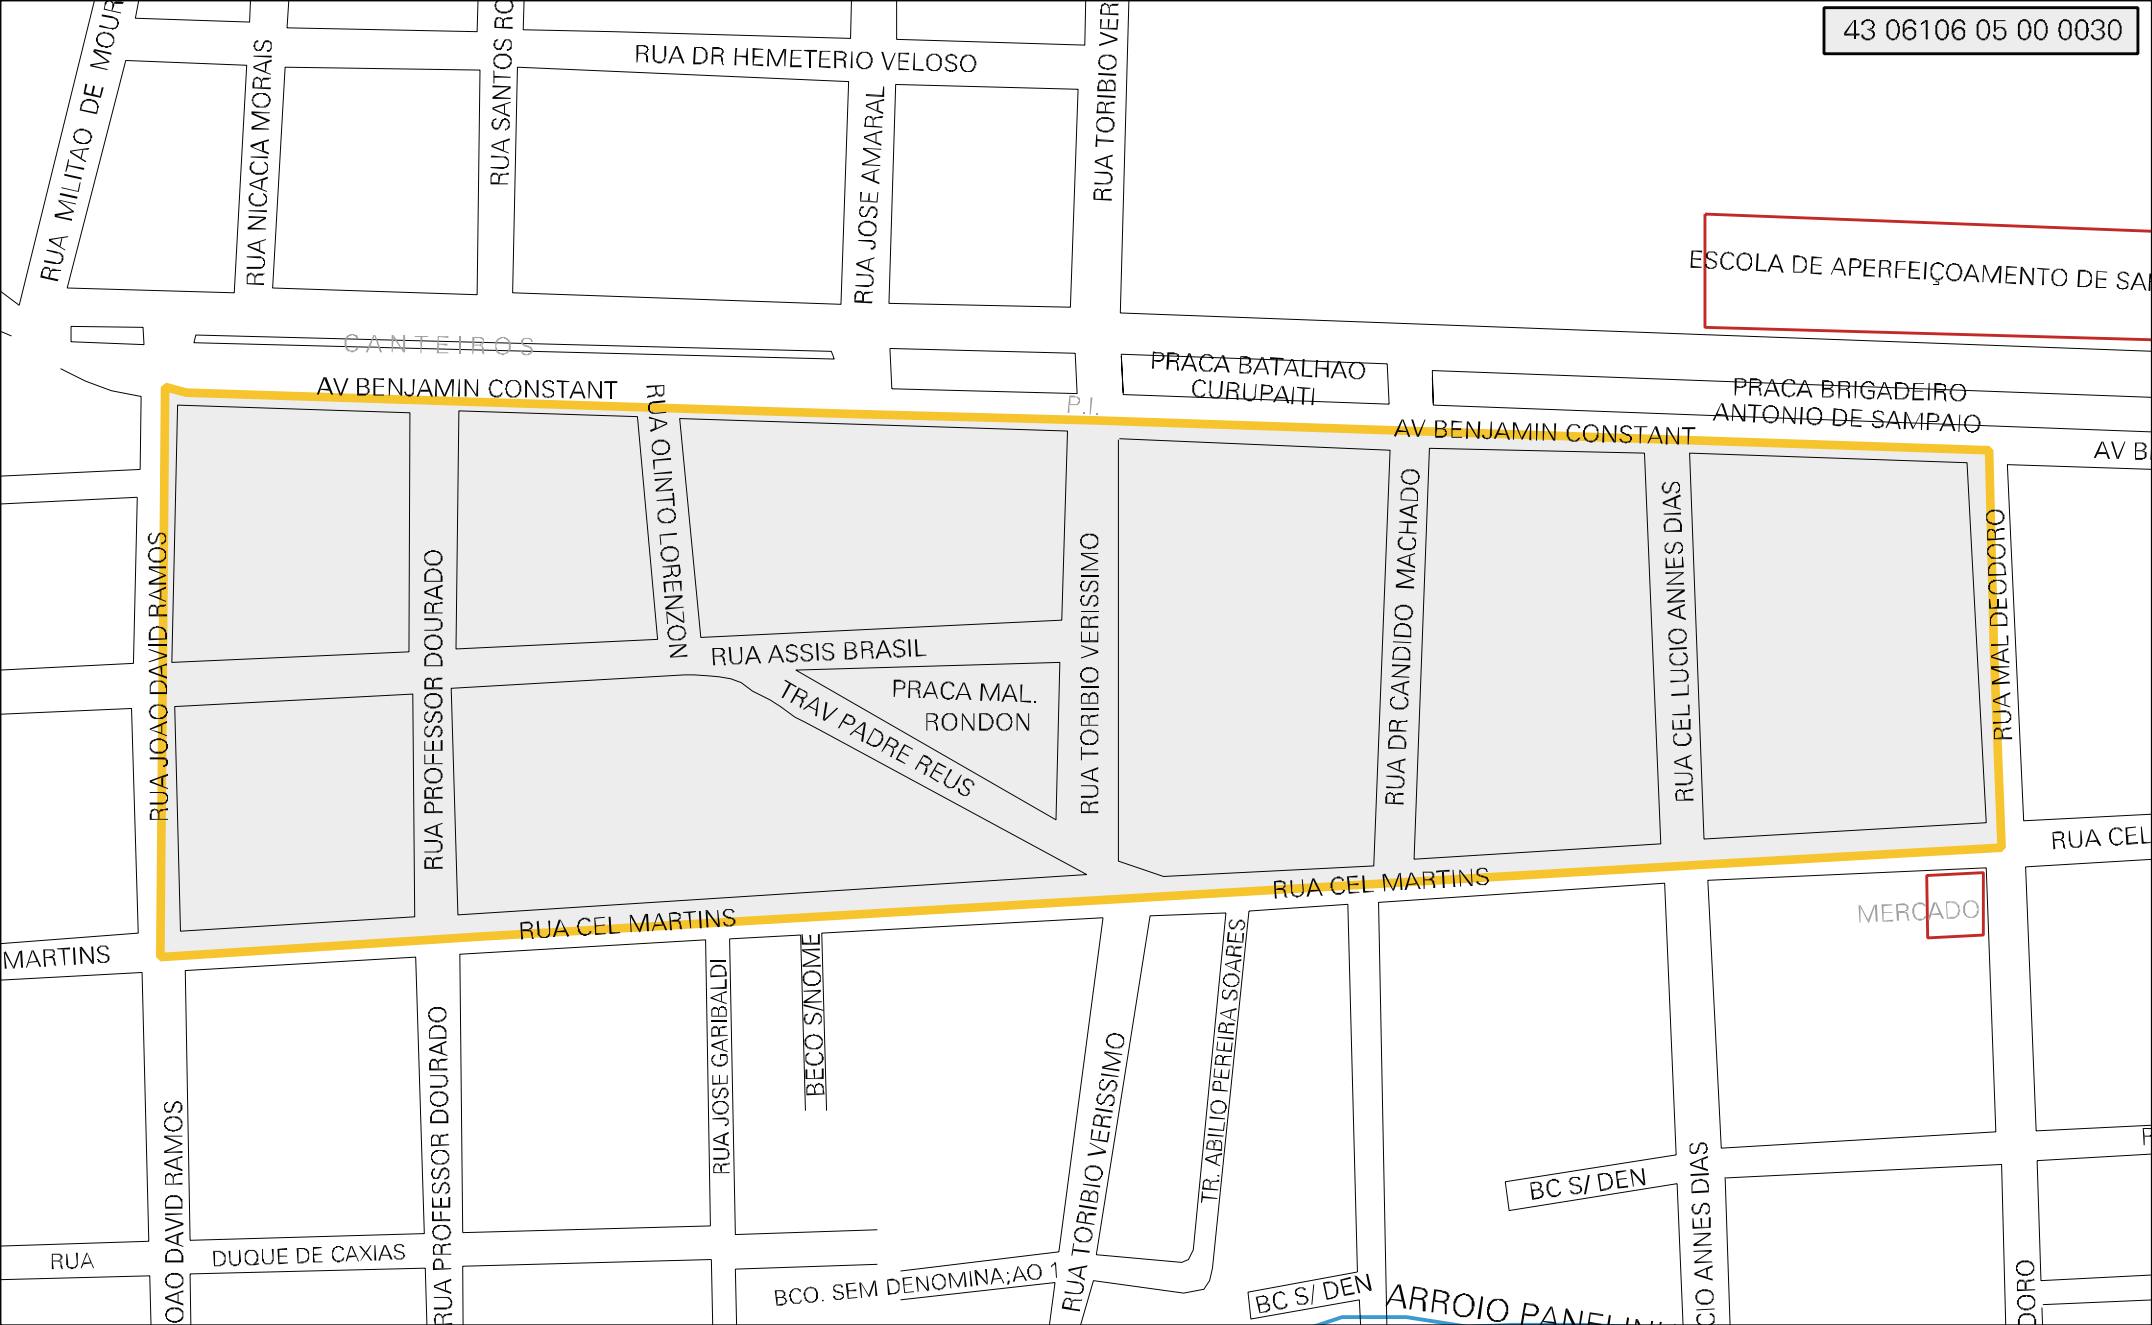 43 06106 05 00 0030
RUA MILITAO DE MOUR
RUA NICACIA MORAIS
RUA SANTOS RO
RUA DR HEMETERIO VELOSO
RUA JOSE AMARAL
RUA TORIBIO VER
ESCOLA DE APERFEIÇOAMENTO DE SA
CANTEIROS
PRACA BATALHAO
CURUPAITI
PRACA BRIGADEIRO
ANTONIO DE SAMPAIO
P.I.
AV BENJAMIN CONSTANT
AV BENJAMIN CONSTANT
AV B
RUA JOAO DAVID RAMOS
RUA PROFESSOR DOURADO
RUA OLINTO LORENZON
RUA ASSIS BRASIL
TRAV PADRE REUS
PRACA MAL.
RONDON
RUA TORIBIO VERISSIMO
RUA DR CANDIDO MACHADO
RUA CEL LUCIO ANNES DIAS
RUA MAL DEODORO
RUA CEL
RUA CEL MARTINS
RUA CEL MARTINS
MARTINS
MERCADO
OAO DAVID RAMOS
RUA PROFESSOR DOURADO
RUA JOSE GARIBALDI
BECO S/NOME
RUA TORIBIO VERISSIMO
TR. ABILIO PEREIRA SOARES
BC S/ DEN
CIO ANNES DIAS
DORO
RUA
DUQUE DE CAXIAS
BCO. SEM DENOMINA;AO 1
BC S/ DEN
ARROIO PANELIN